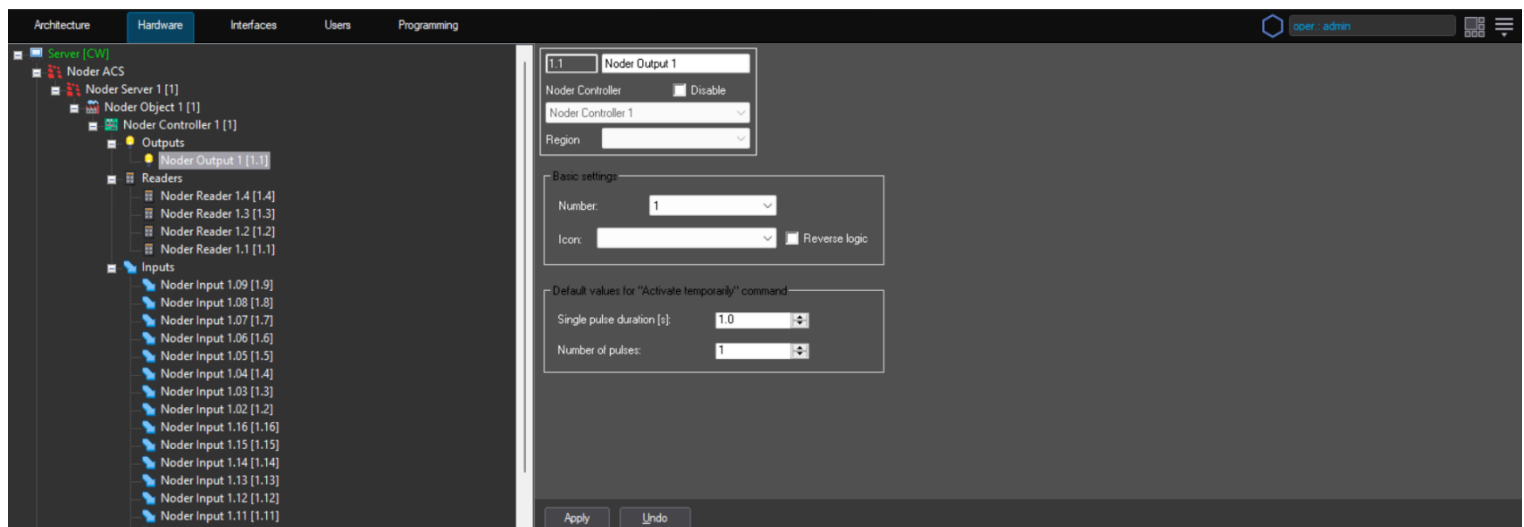 Architecture Hardware Interfaces Users Programming oper.: admin
Server [CW]
Noder ACS
Noder Server 1 [1]
Noder Object 1 [1]
Noder Controller 1 [1]
Outputs
Noder Output 1 [1.1]
Readers
Noder Reader 1.4 [1.4]
Noder Reader 1.3 [1.3]
Noder Reader 1.2 [1.2]
Noder Reader 1.1 [1.1]
Inputs
Noder Input 1.09 [1.9]
Noder Input 1.08 [1.8]
Noder Input 1.07 [1.7]
Noder Input 1.06 [1.6]
Noder Input 1.05 [1.5]
Noder Input 1.04 [1.4]
Noder Input 1.03 [1.3]
Noder Input 1.02 [1.2]
Noder Input 1.16 [1.16]
Noder Input 1.15 [1.15]
Noder Input 1.14 [1.14]
Noder Input 1.13 [1.13]
Noder Input 1.12 [1.12]
Noder Input 1.11 [1.11]
1.1 Noder Output 1
Noder Controller Disable
Noder Controller 1
Region
Basic settings
Number: 1
Icon: Reverse logic
Default values for "Activate temporarily" command
Single pulse duration [s]: 1.0
Number of pulses: 1
Apply Undo